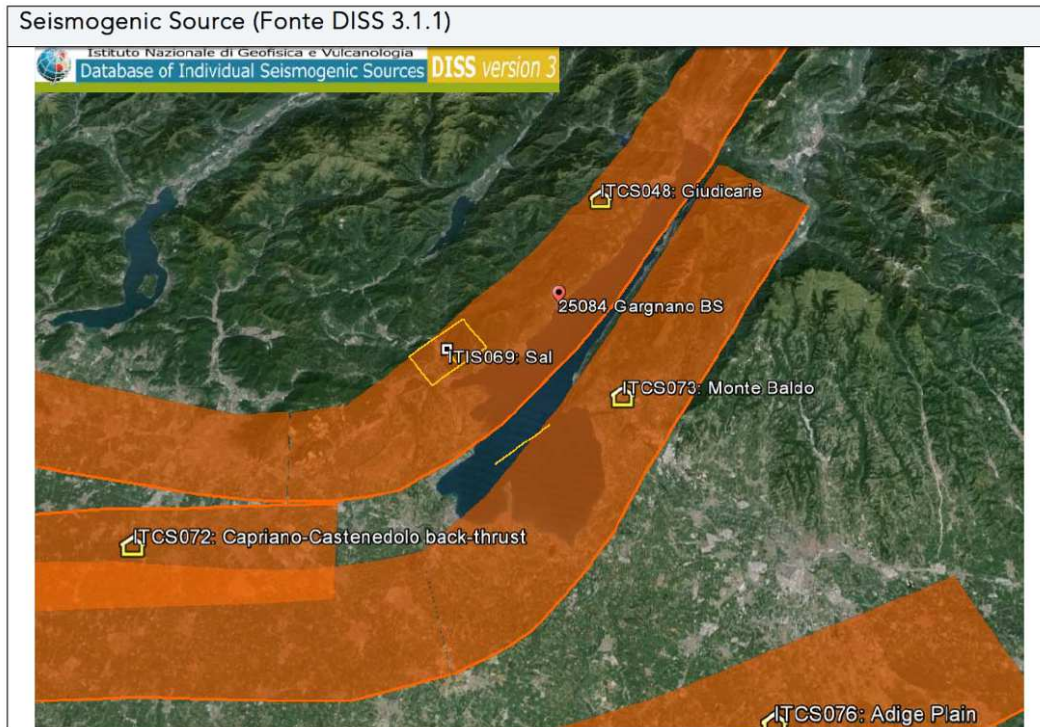 Seismogenic Source (Fonte DISS 3.1.1)
Istituto Nazionale di Geofisica e Vulcanologia
Database of Individual Seismogenic Sources DISS version 3
ITCS048: Giudicarie
25084 Gargnano BS
ITIS069: Sal
ITCS073: Monte Baldo
ITCS072: Capriano-Castenedolo back-thrust
ITCS076: Adige Plain